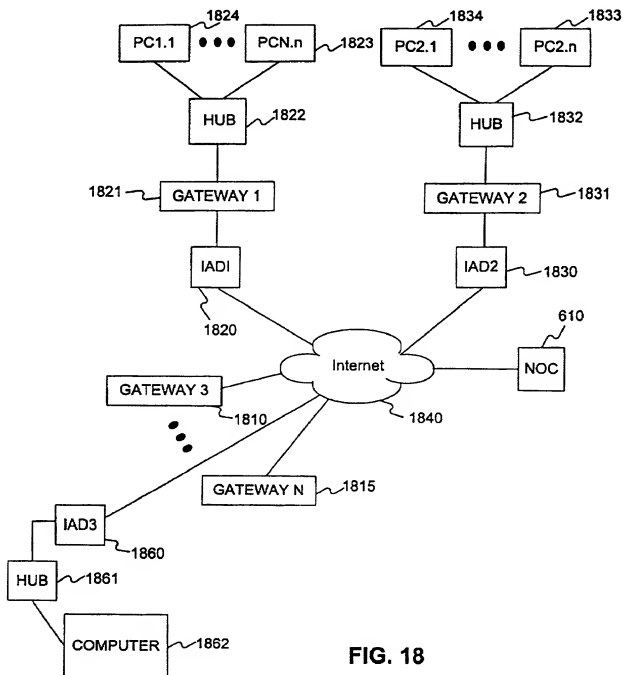 1824
1834
1833
PC1.1
PCN.n
1823
PC2.1
PC2.n
HUB
1822
HUB
1832
1821
GATEWAY 1
GATEWAY 2
1831
IADI
IAD2
1830
1820
610
Internet
NOC
GATEWAY 3
1810
1840
GATEWAY N
1815
IAD3
1860
HUB
1861
COMPUTER
1862
FIG. 18